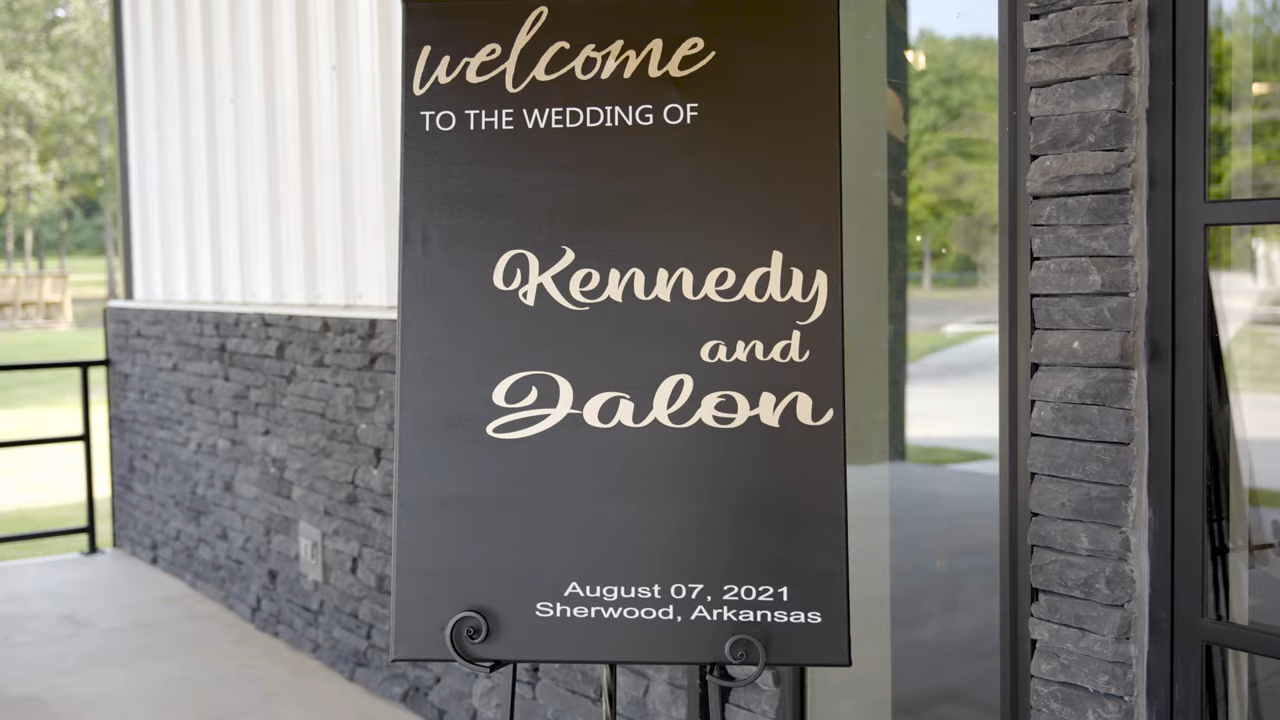 welcome
TO THE WEDDING OF
Kennedy
and
Jalon
August 07, 2021
Sherwood, Arkansas